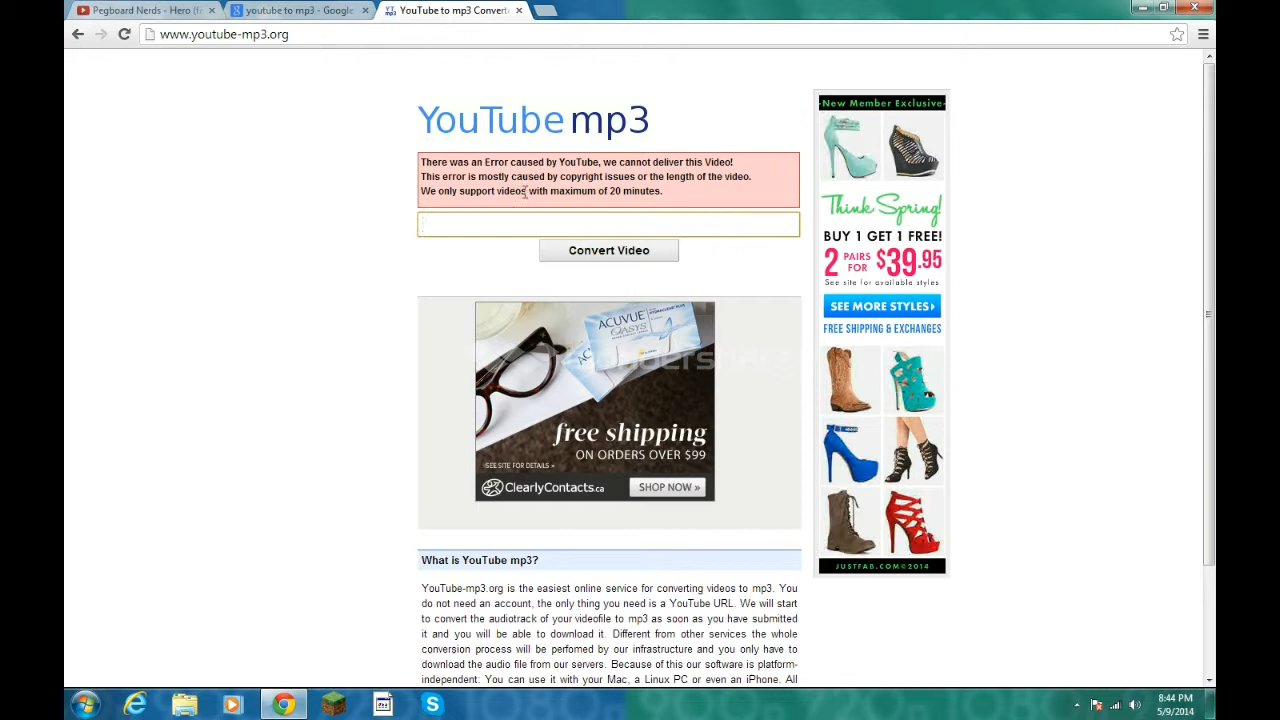 Pegboard Nerds - Hero (f
youtube to mp3 - Google
YouTube to mp3 Convert
www.youtube-mp3.org
YouTube mp3
There was an Error caused by YouTube, we cannot deliver this Video!
This error is mostly caused by copyright issues or the length of the video.
We only support videos with maximum of 20 minutes.
Convert Video
ACUVUE
OASYS
free shipping
ON ORDERS OVER $99
SEE SITE FOR DETAILS »
ClearlyContacts.ca
SHOP NOW »
What is YouTube mp3?
YouTube-mp3.org is the easiest online service for converting videos to mp3. You
do not need an account, the only thing you need is a YouTube URL. We will start
to convert the audiotrack of your videofile to mp3 as soon as you have submitted
it and you will be able to download it. Different from other services the whole
conversion process will be perfomed by our infrastructure and you only have to
download the audio file from our servers. Because of this our software is platform-
independent: You can use it with your Mac, a Linux PC or even an iPhone. All
New Member Exclusive
Think Spring!
BUY 1 GET 1 FREE!
2 PAIRS FOR $39.95
See site for available styles
SEE MORE STYLES
FREE SHIPPING & EXCHANGES
JUSTFAB.COM©2014
8:44 PM
5/9/2014